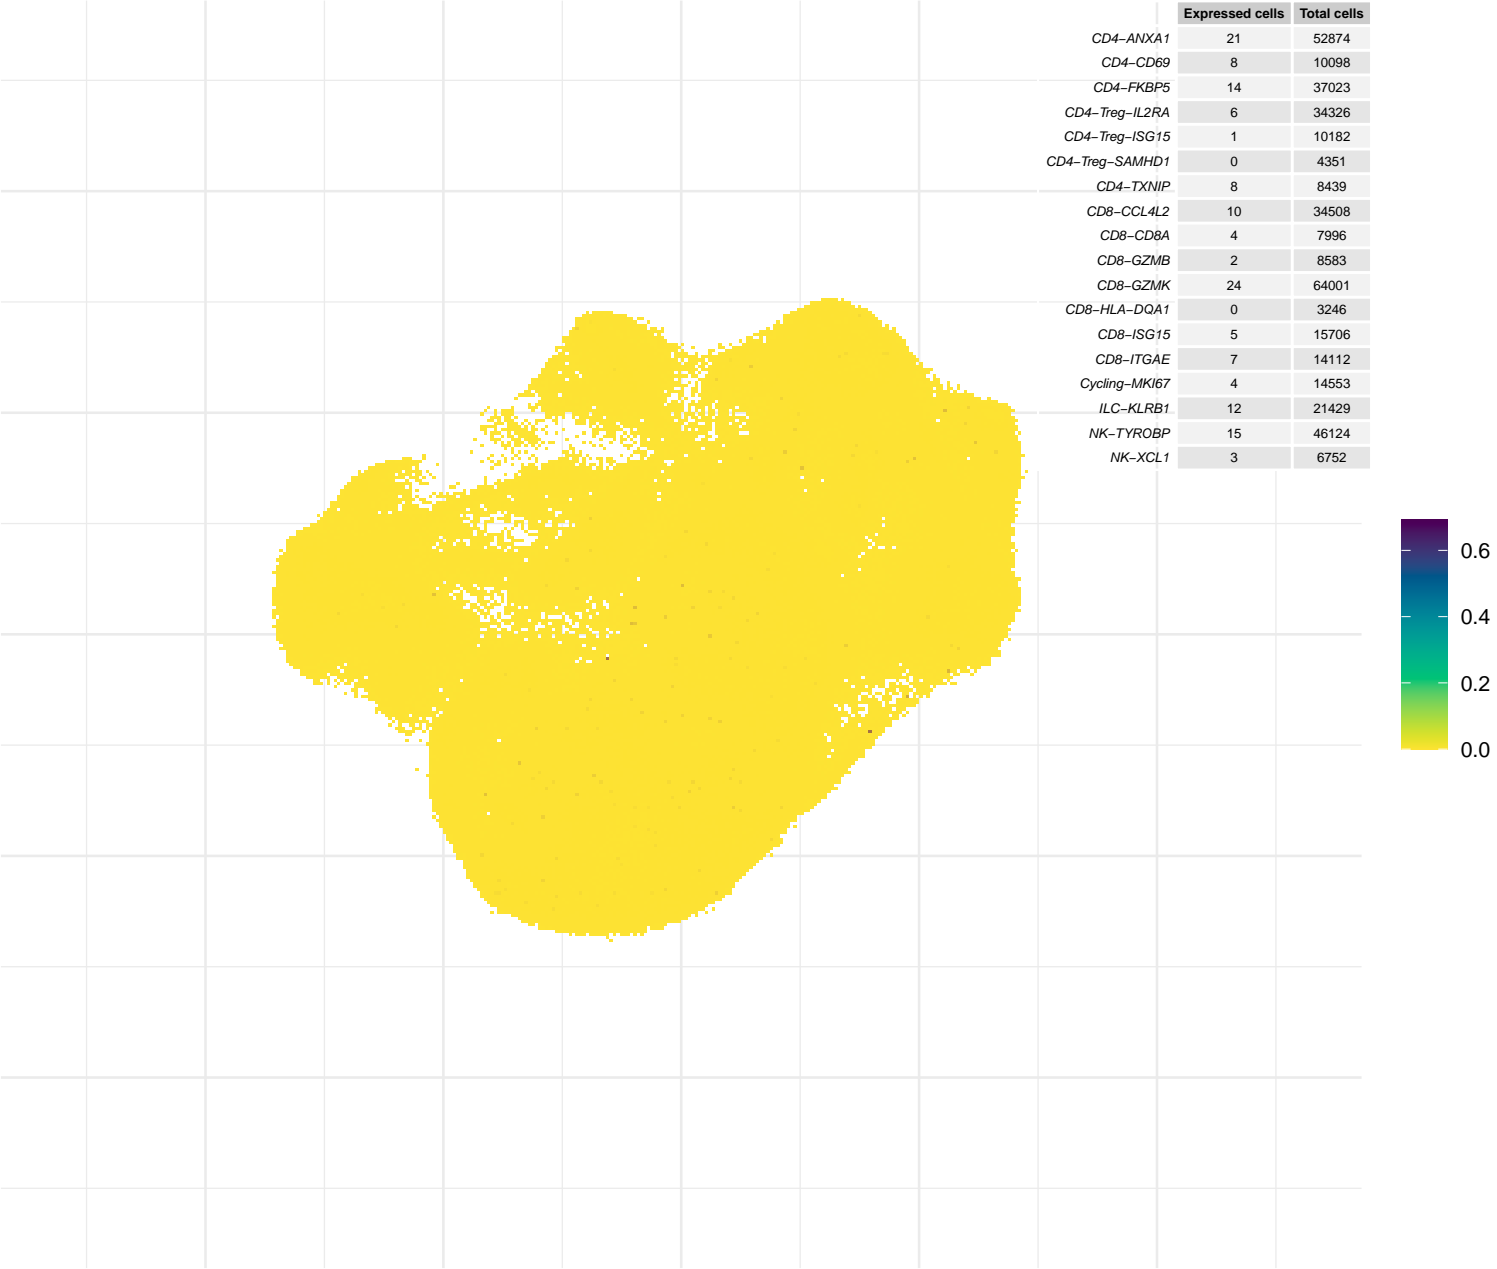 Expressed cells Total cells
CD4−ANXA1 21 52874
CD4−CD69 8 10098
CD4−FKBP5 14 37023
CD4−Treg−IL2RA 6 34326
CD4−Treg−ISG15 1 10182
CD4−Treg−SAMHD1 0 4351
CD4−TXNIP 8 8439
CD8−CCL4L2 10 34508
CD8−CD8A 4 7996
CD8−GZMB 2 8583
CD8−GZMK 24 64001
CD8−HLA−DQA1 0 3246
CD8−ISG15 5 15706
CD8−ITGAE 7 14112
Cycling−MKI67 4 14553
ILC−KLRB1 12 21429
NK−TYROBP 15 46124
NK−XCL1 3 6752
0.6
0.4
0.2
0.0